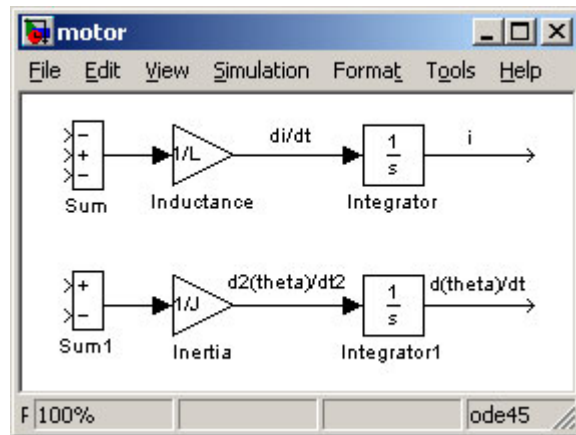 motor
File Edit View Simulation Format Tools Help
− + − 1/L di/dt 1/s i
Sum Inductance Integrator
+ − 1/J d2(theta)/dt2 1/s d(theta)/dt
Sum1 Inertia Integrator1
F 100% ode45